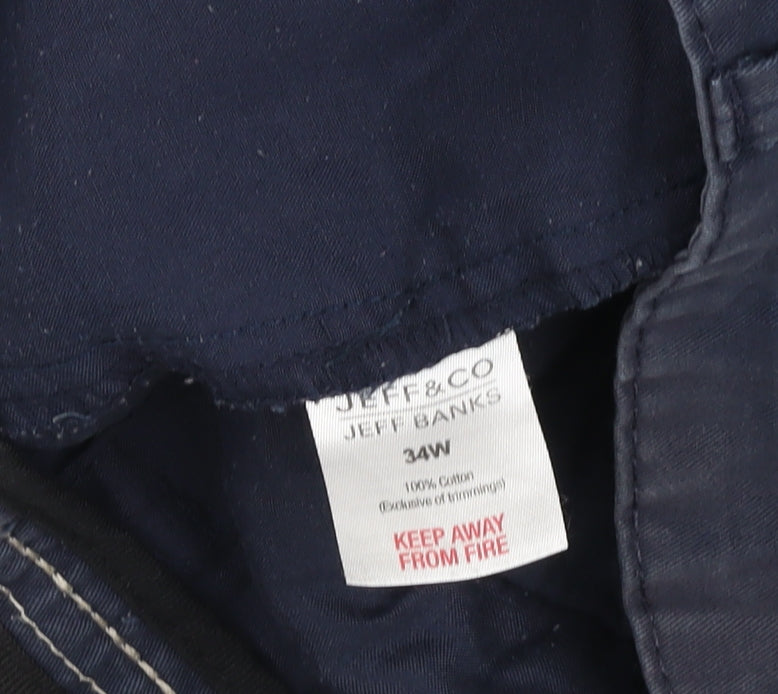 JEFF&CO
JEFF BANKS
34W
100% Cotton
(Exclusive of trimmings)
KEEP AWAY
FROM FIRE